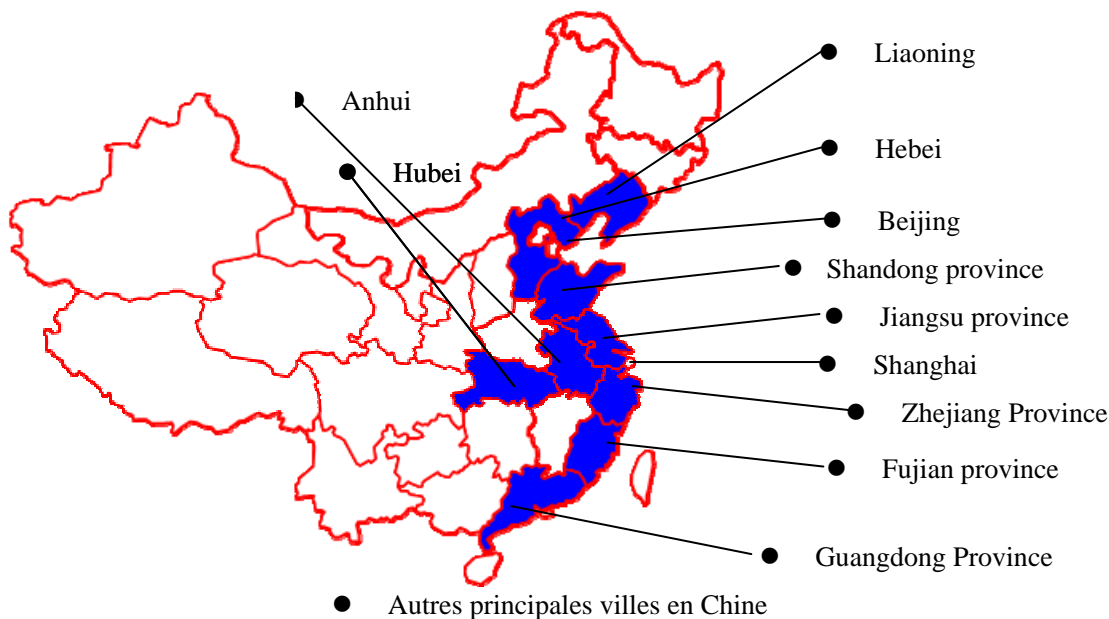 Liaoning
Anhui
Hebei
Hubei
Beijing
Shandong province
Jiangsu province
Shanghai
Zhejiang Province
Fujian province
Guangdong Province
Autres principales villes en Chine